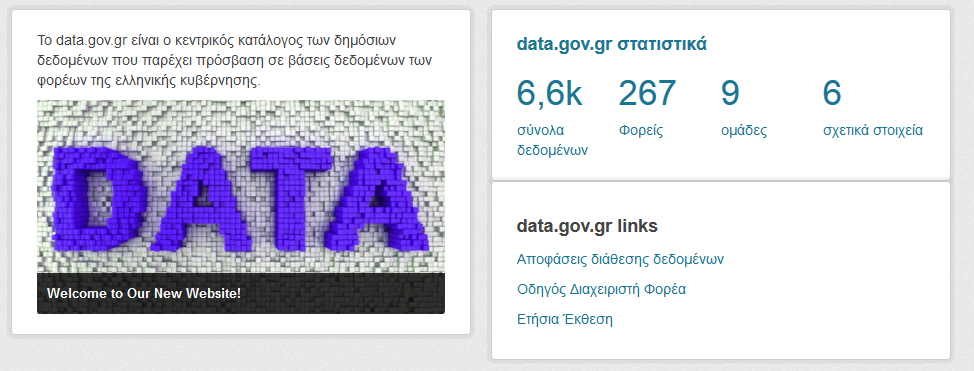 Το data.gov.gr είναι ο κεντρικός κατάλογος των δημόσιων
δεδομένων που παρέχει πρόσβαση σε βάσεις δεδομένων των
φορέων της ελληνικής κυβέρνησης.
DATA
Welcome to Our New Website!
data.gov.gr στατιστικά
6,6k 267 9 6
σύνολα Φορείς ομάδες σχετικά στοιχεία
δεδομένων
data.gov.gr links
Αποφάσεις διάθεσης δεδομένων
Οδηγός Διαχειριστή Φορέα
Ετήσια Έκθεση